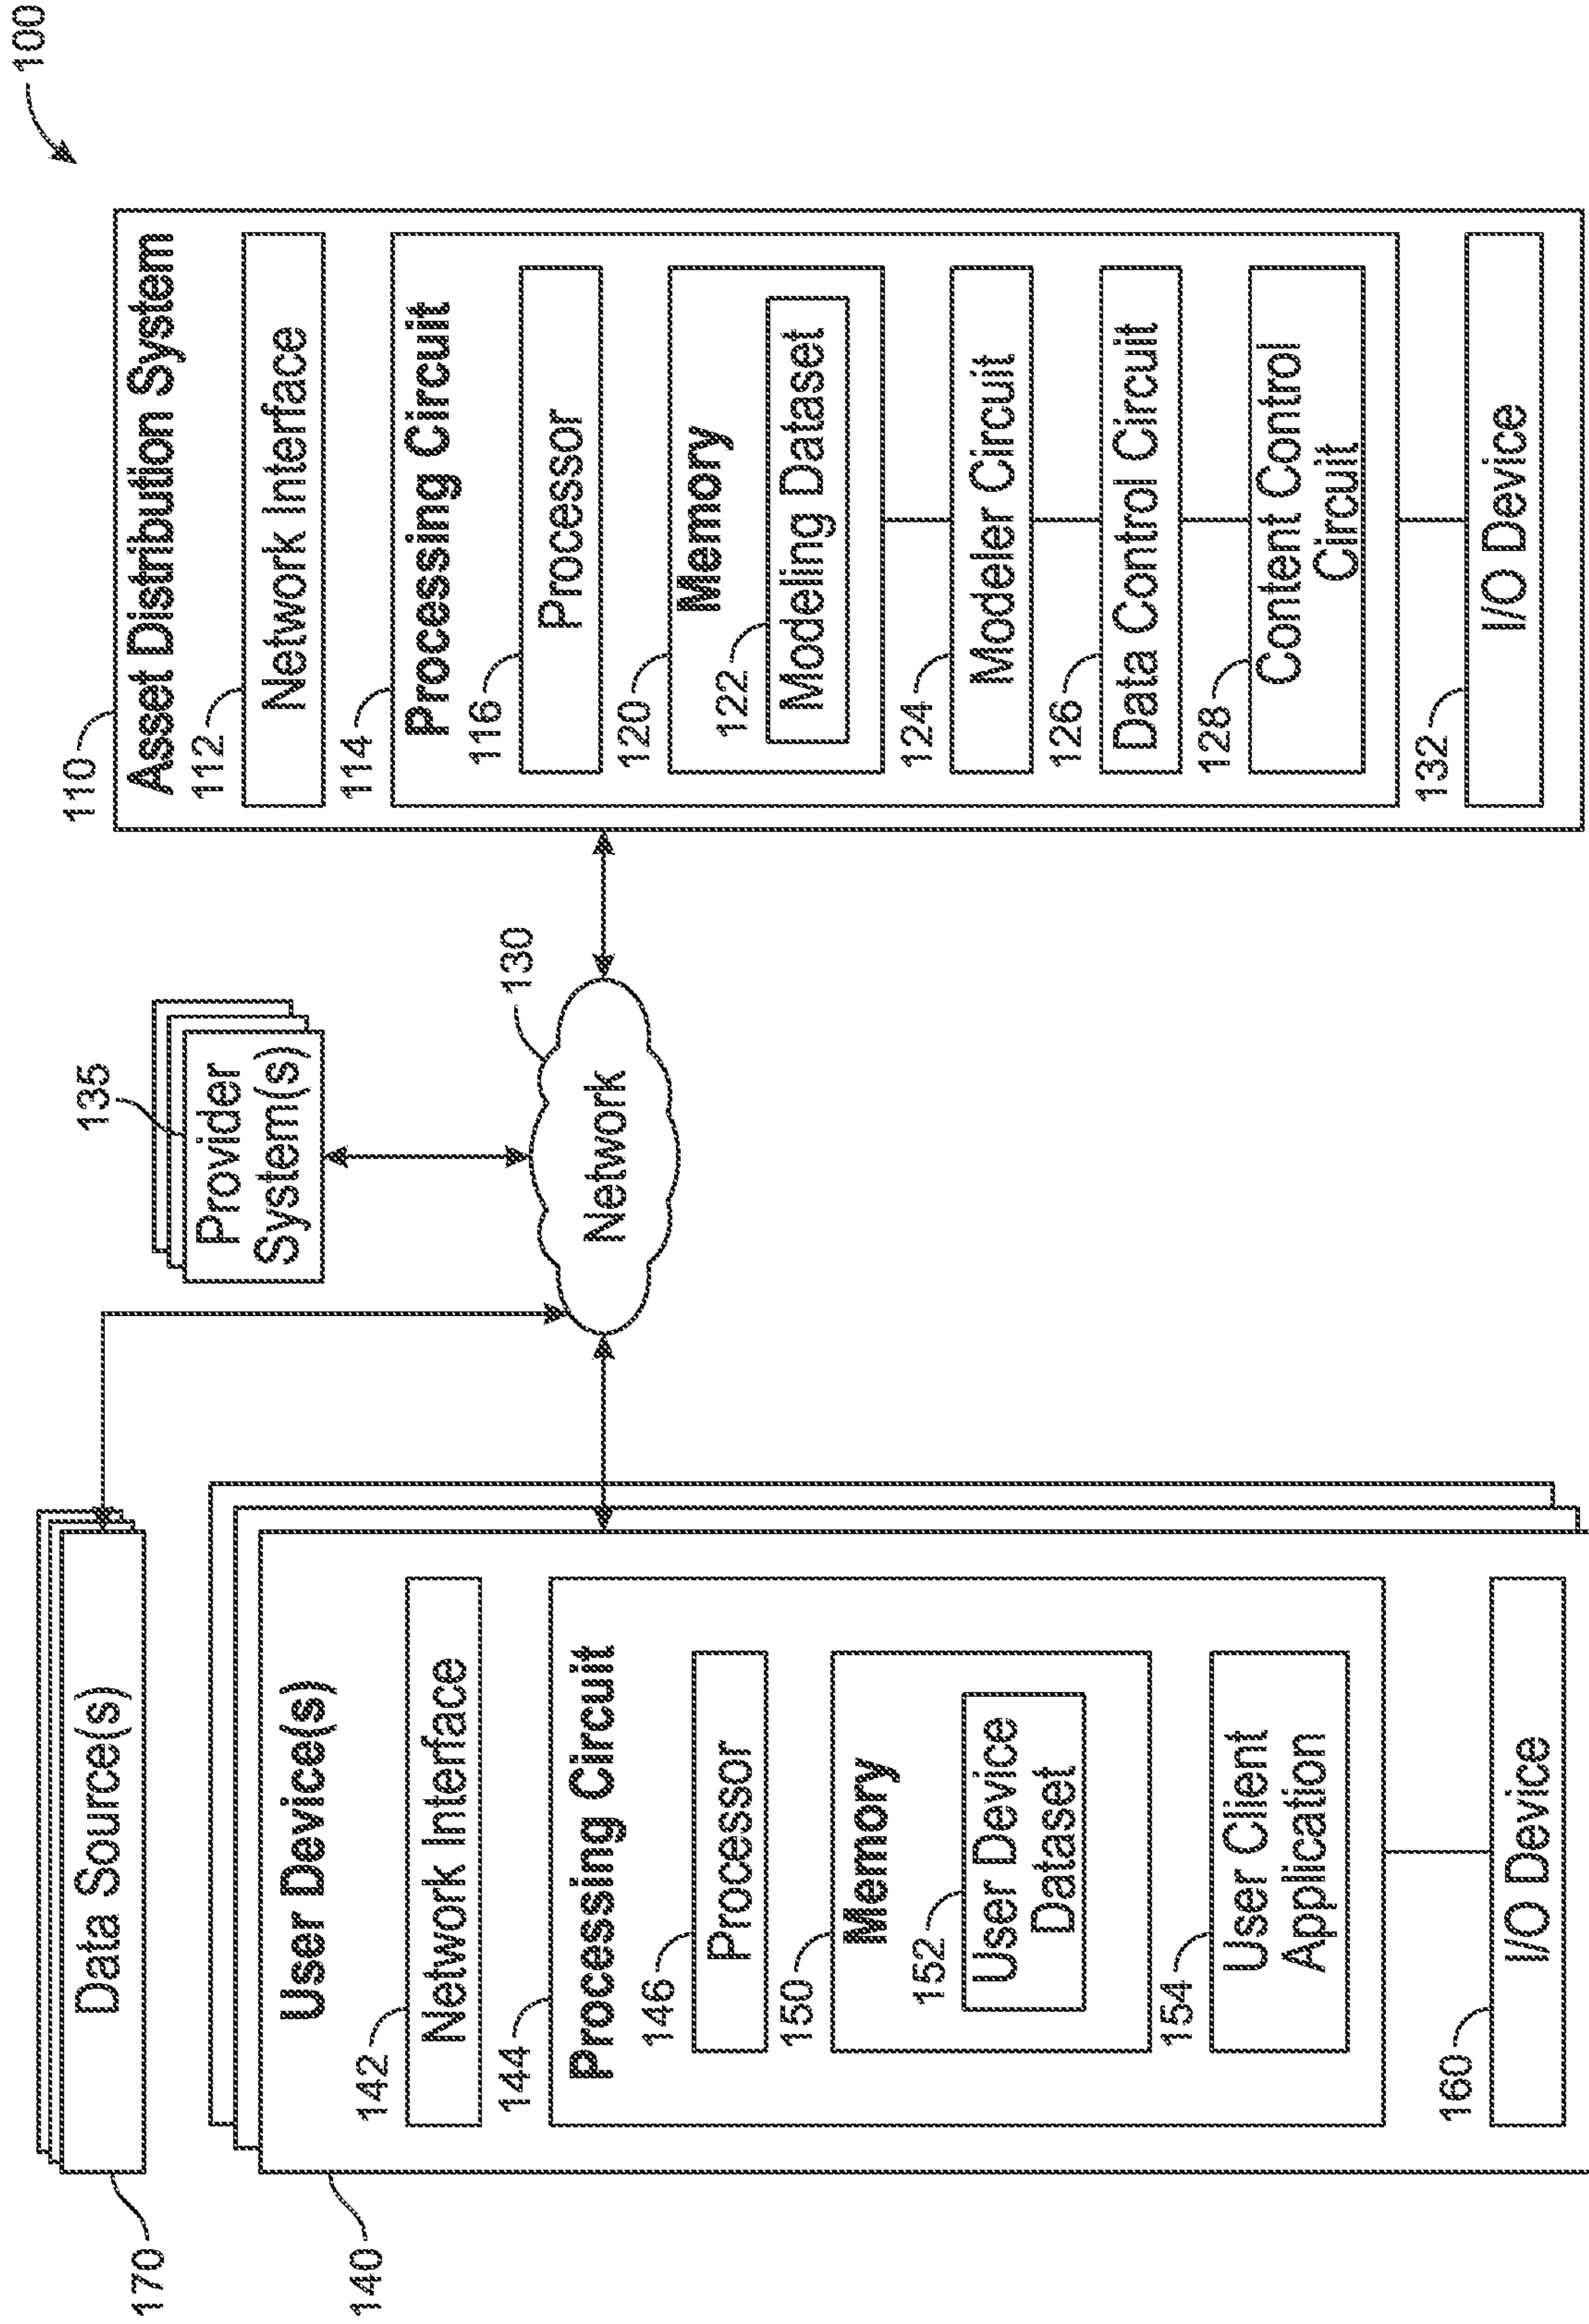 100
170
Data Source(s)
140
User Device(s)
142
Network Interface
144
Processing Circuit
146
Processor
150
Memory
152
User Device
Dataset
154
User Client
Application
160
I/O Device
135
Provider
System(s)
130
Network
110
Asset Distribution System
112
Network Interface
114
Processing Circuit
116
Processor
120
Memory
122
Modeling Dataset
124
Modeler Circuit
126
Data Control Circuit
128
Content Control
Circuit
132
I/O Device